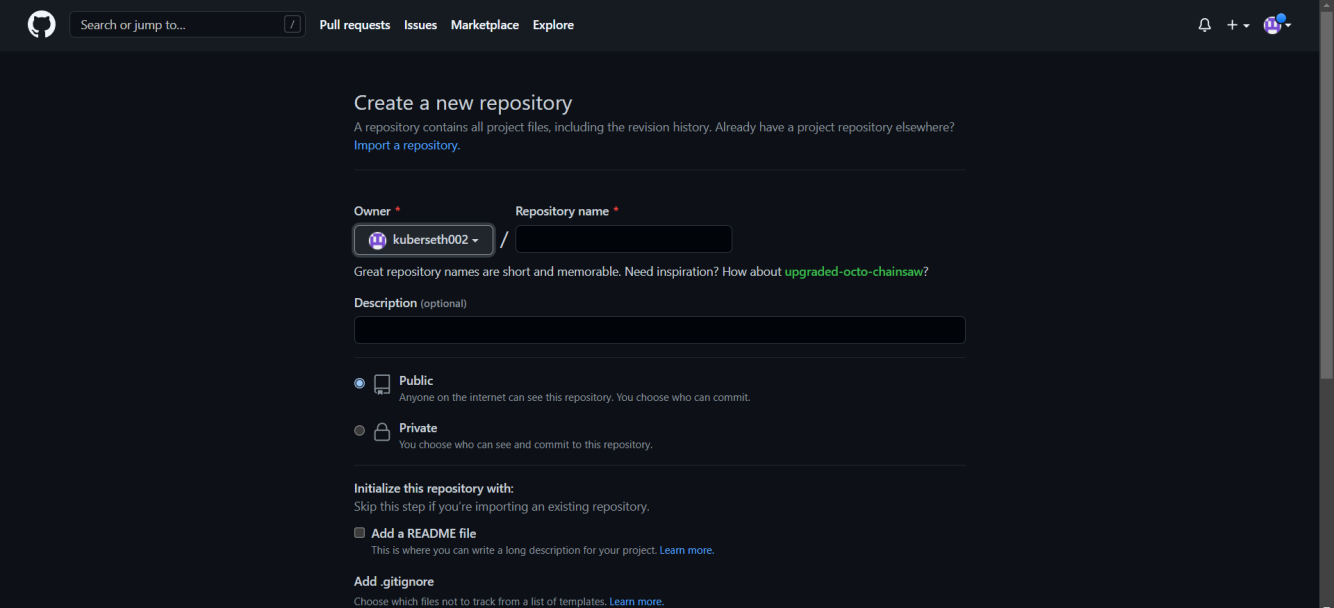 Search or jump to... /
Pull requests Issues Marketplace Explore
Create a new repository
A repository contains all project files, including the revision history. Already have a project repository elsewhere?
Import a repository.
Owner * Repository name *
kuberseth002 /
Great repository names are short and memorable. Need inspiration? How about upgraded-octo-chainsaw?
Description (optional)
Public
Anyone on the internet can see this repository. You choose who can commit.
Private
You choose who can see and commit to this repository.
Initialize this repository with:
Skip this step if you're importing an existing repository.
Add a README file
This is where you can write a long description for your project. Learn more.
Add .gitignore
Choose which files not to track from a list of templates. Learn more.